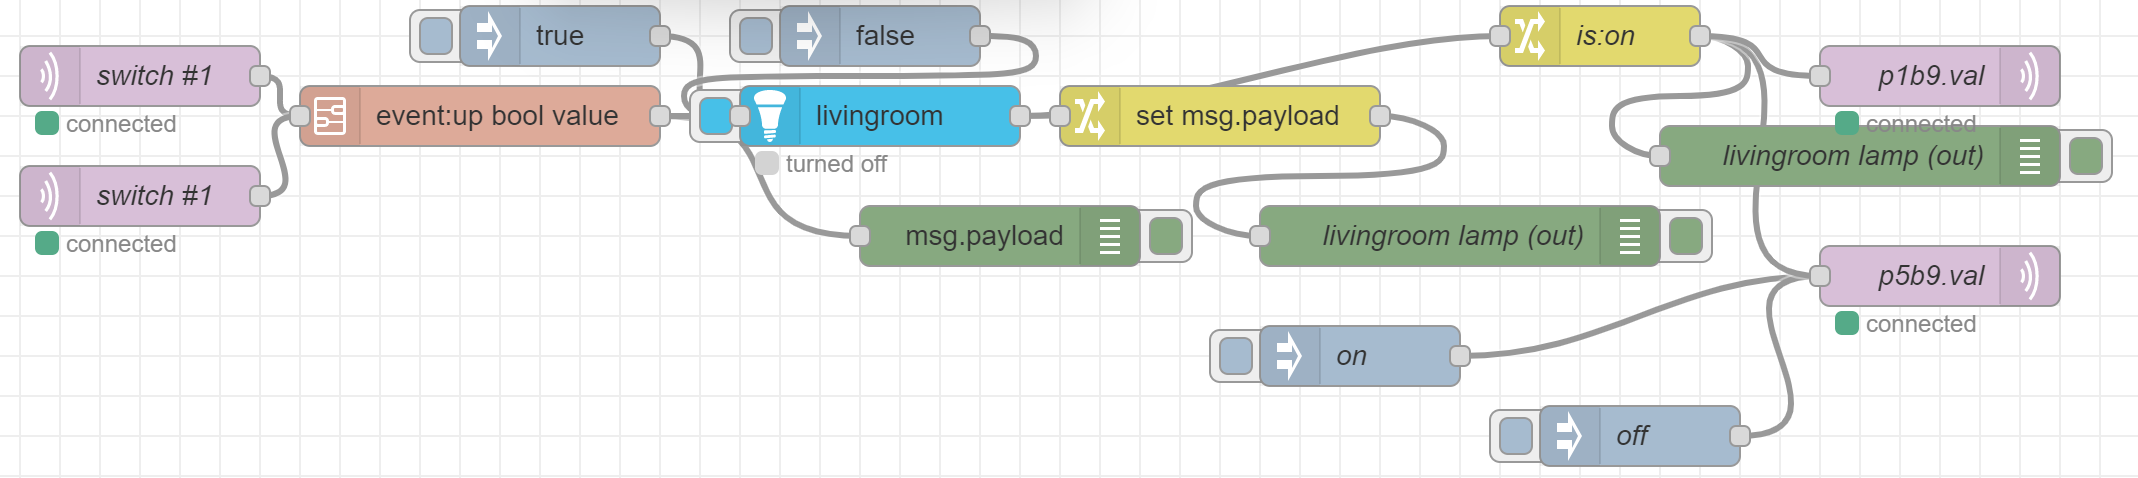 true
false
is:on
switch #1
connected
p1b9.val
connected
event:up bool value
livingroom
turned off
set msg.payload
livingroom lamp (out)
switch #1
connected
msg.payload
livingroom lamp (out)
p5b9.val
connected
on
off